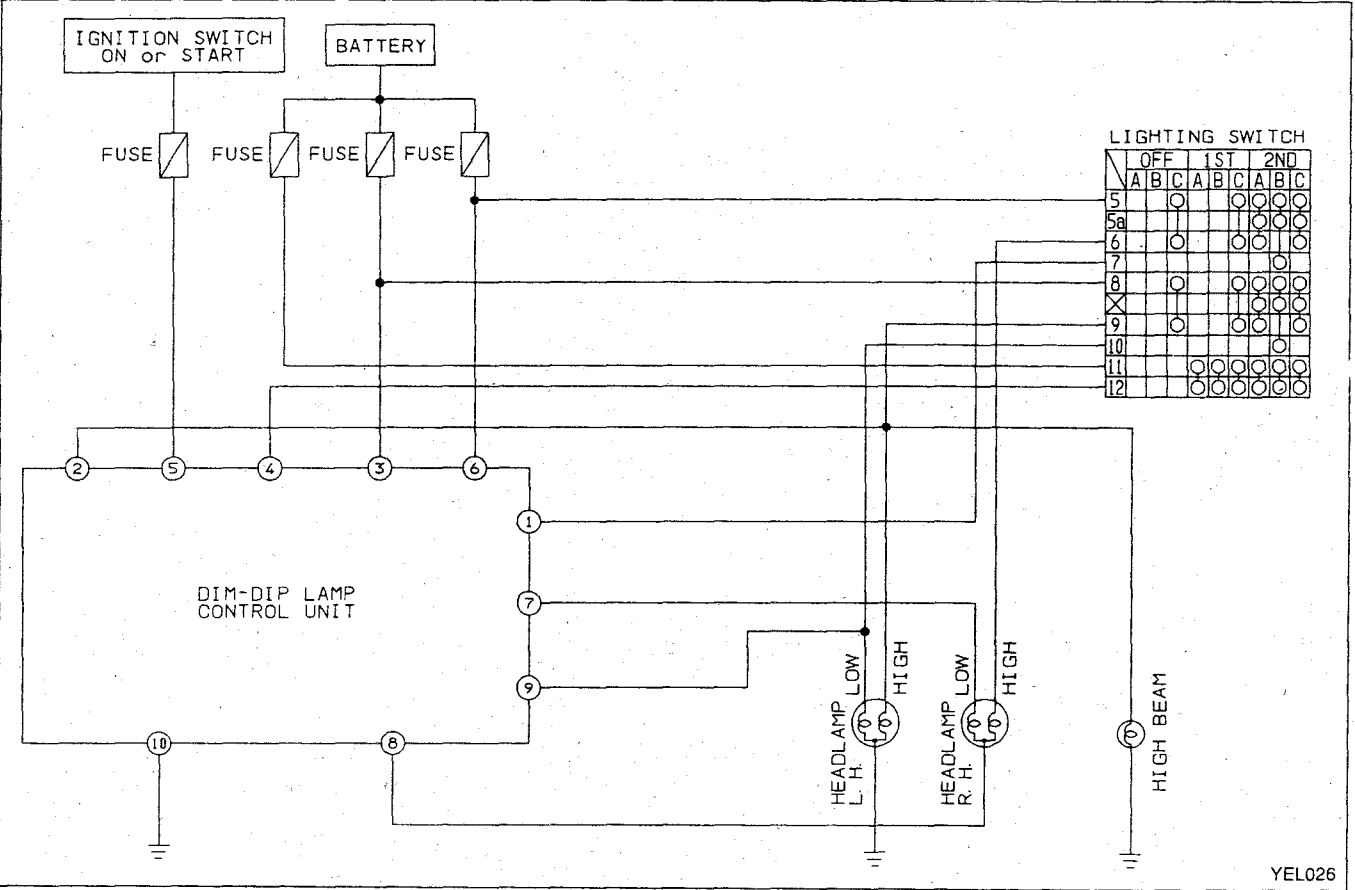 IGNITION SWITCH
ON or START
BATTERY
FUSE
FUSE
FUSE
FUSE
LIGHTING SWITCH
OFF 1ST 2ND
A B C A B C A B C
5
5a
6
7
8
9
10
11
12
2 5 4 3 6
1
7
9
10 8
DIM-DIP LAMP
CONTROL UNIT
HEADLAMP
L. H.
LOW
HIGH
HEADLAMP
R. H.
LOW
HIGH
HIGH BEAM
YEL026